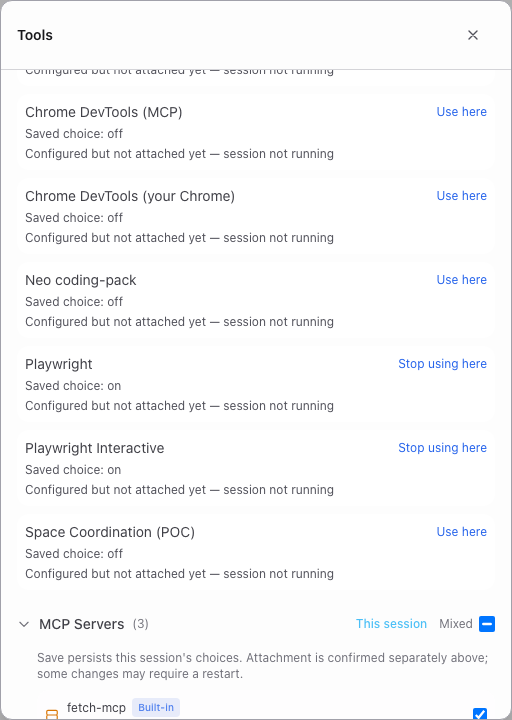 Tools
Configured but not attached yet — session not running
Chrome DevTools (MCP)
Use here
Saved choice: off
Configured but not attached yet — session not running
Chrome DevTools (your Chrome)
Use here
Saved choice: off
Configured but not attached yet — session not running
Neo coding-pack
Use here
Saved choice: off
Configured but not attached yet — session not running
Playwright
Stop using here
Saved choice: on
Configured but not attached yet — session not running
Playwright Interactive
Stop using here
Saved choice: on
Configured but not attached yet — session not running
Space Coordination (POC)
Use here
Saved choice: off
Configured but not attached yet — session not running
MCP Servers (3)
This session
Mixed
Save persists this session's choices. Attachment is confirmed separately above;
some changes may require a restart.
fetch-mcp
Built-in